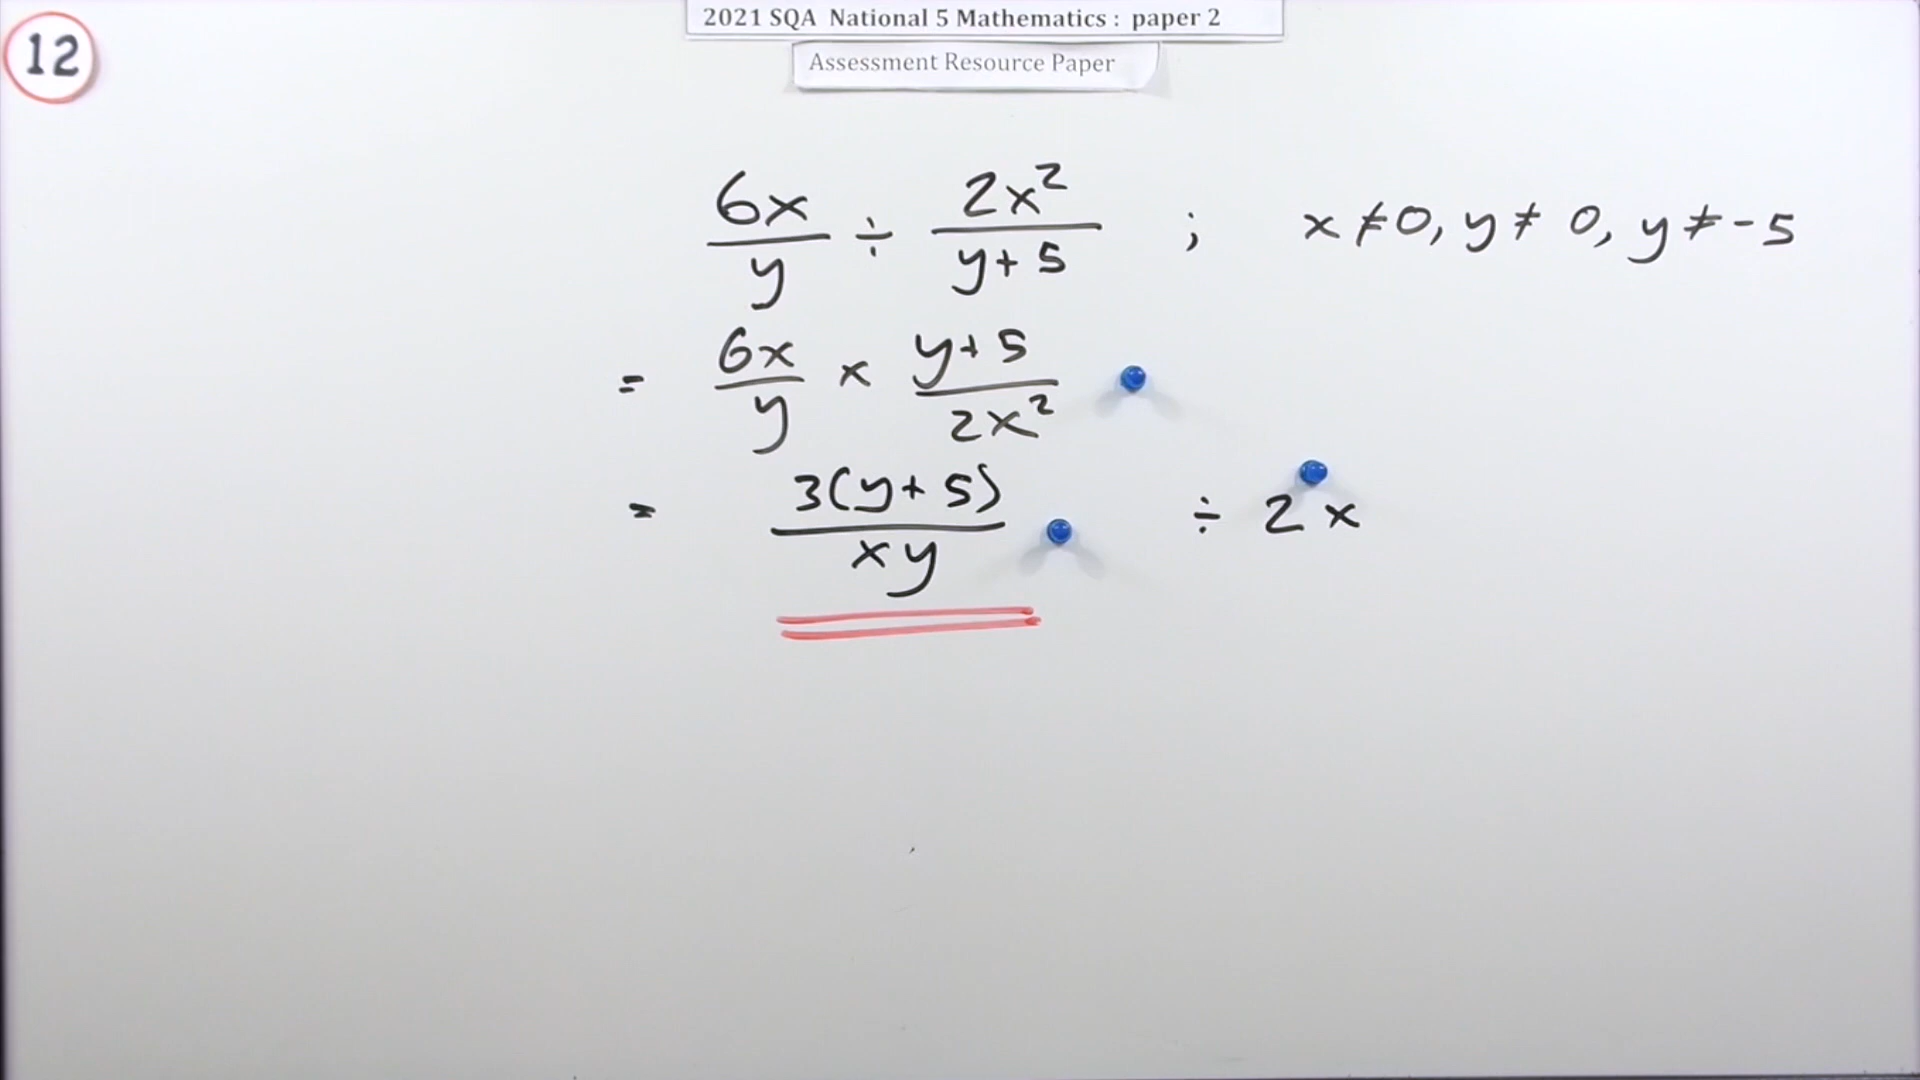 12
2021 SQA National 5 Mathematics : paper 2
Assessment Resource Paper
6x/y ÷ 2x²/(y+5) ; x≠0, y≠0, y≠-5
= 6x/y × (y+5)/2x²
= 3(y+5)/xy ÷ 2x